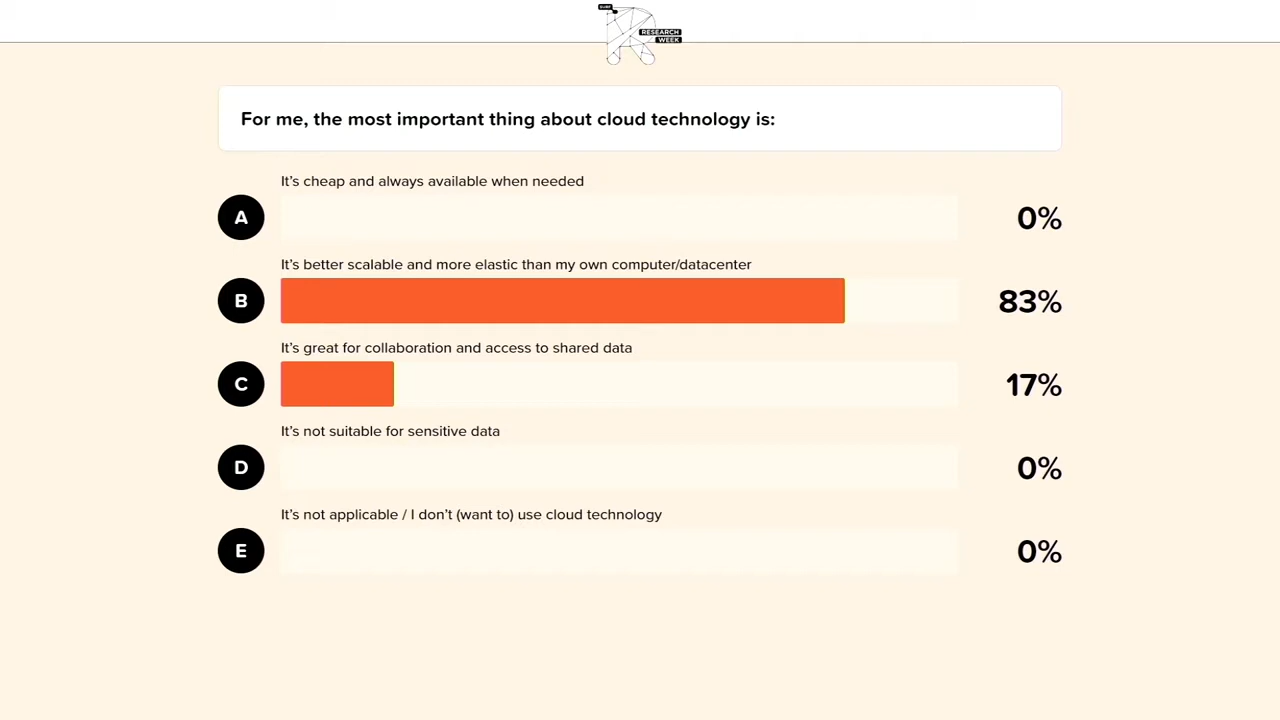 SURF
RESEARCH
WEEK
For me, the most important thing about cloud technology is:
It’s cheap and always available when needed
A
0%
It’s better scalable and more elastic than my own computer/datacenter
B
83%
It’s great for collaboration and access to shared data
C
17%
It’s not suitable for sensitive data
D
0%
It’s not applicable / I don’t (want to) use cloud technology
E
0%